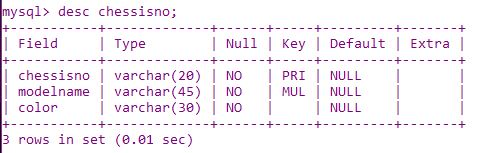 mysql> desc chessisno;
+-----------+-------------+------+-----+---------+-------+
| Field     | Type        | Null | Key | Default | Extra |
+-----------+-------------+------+-----+---------+-------+
| chessisno | varchar(20) | NO   | PRI | NULL    |       |
| modelname | varchar(45) | NO   | MUL | NULL    |       |
| color     | varchar(30) | NO   |     | NULL    |       |
+-----------+-------------+------+-----+---------+-------+
3 rows in set (0.01 sec)